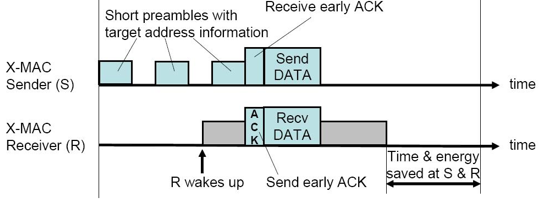 Short preambles with
target address information
Receive early ACK
X-MAC
Sender (S)
Send
DATA
time
X-MAC
Receiver (R)
A
C
K
Recv
DATA
time
R wakes up
Send early ACK
Time & energy
saved at S & R